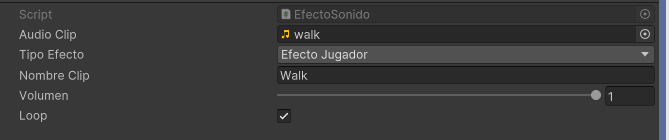 Script EfectoSonido
Audio Clip walk
Tipo Efecto Efecto Jugador
Nombre Clip Walk
Volumen 1
Loop